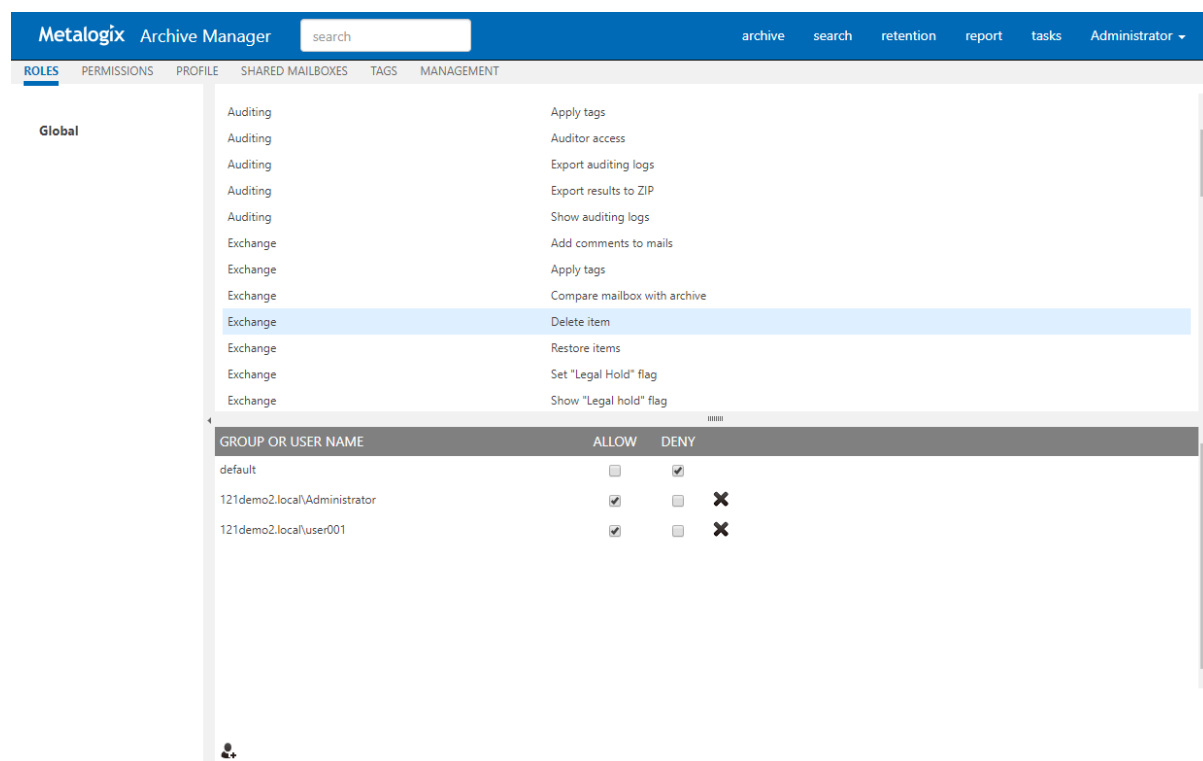 Metalogix Archive Manager search archive search retention report tasks Administrator
ROLES PERMISSIONS PROFILE SHARED MAILBOXES TAGS MANAGEMENT
Global
Auditing Apply tags
Auditing Auditor access
Auditing Export auditing logs
Auditing Export results to ZIP
Auditing Show auditing logs
Exchange Add comments to mails
Exchange Apply tags
Exchange Compare mailbox with archive
Exchange Delete item
Exchange Restore items
Exchange Set "Legal Hold" flag
Exchange Show "Legal hold" flag
GROUP OR USER NAME ALLOW DENY
default
121demo2.local\Administrator
121demo2.local\user001